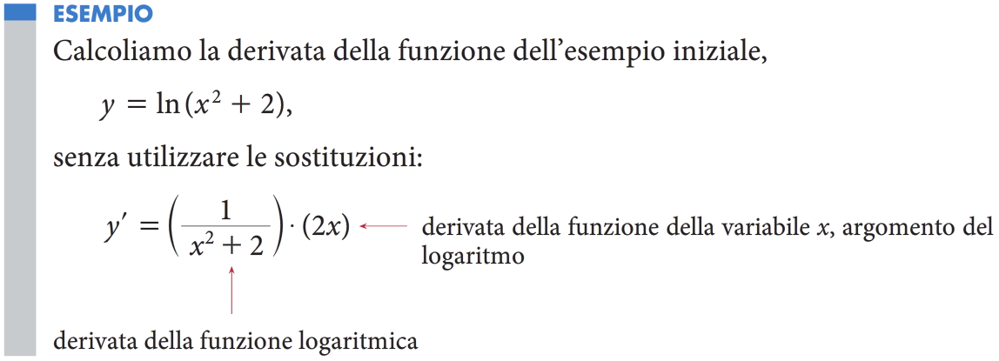 ESEMPIO
Calcoliamo la derivata della funzione dell’esempio iniziale,
y = ln(x² + 2),
senza utilizzare le sostituzioni:
y′ = (1/(x² + 2)) · (2x) ← derivata della funzione della variabile x, argomento del
logaritmo
derivata della funzione logaritmica